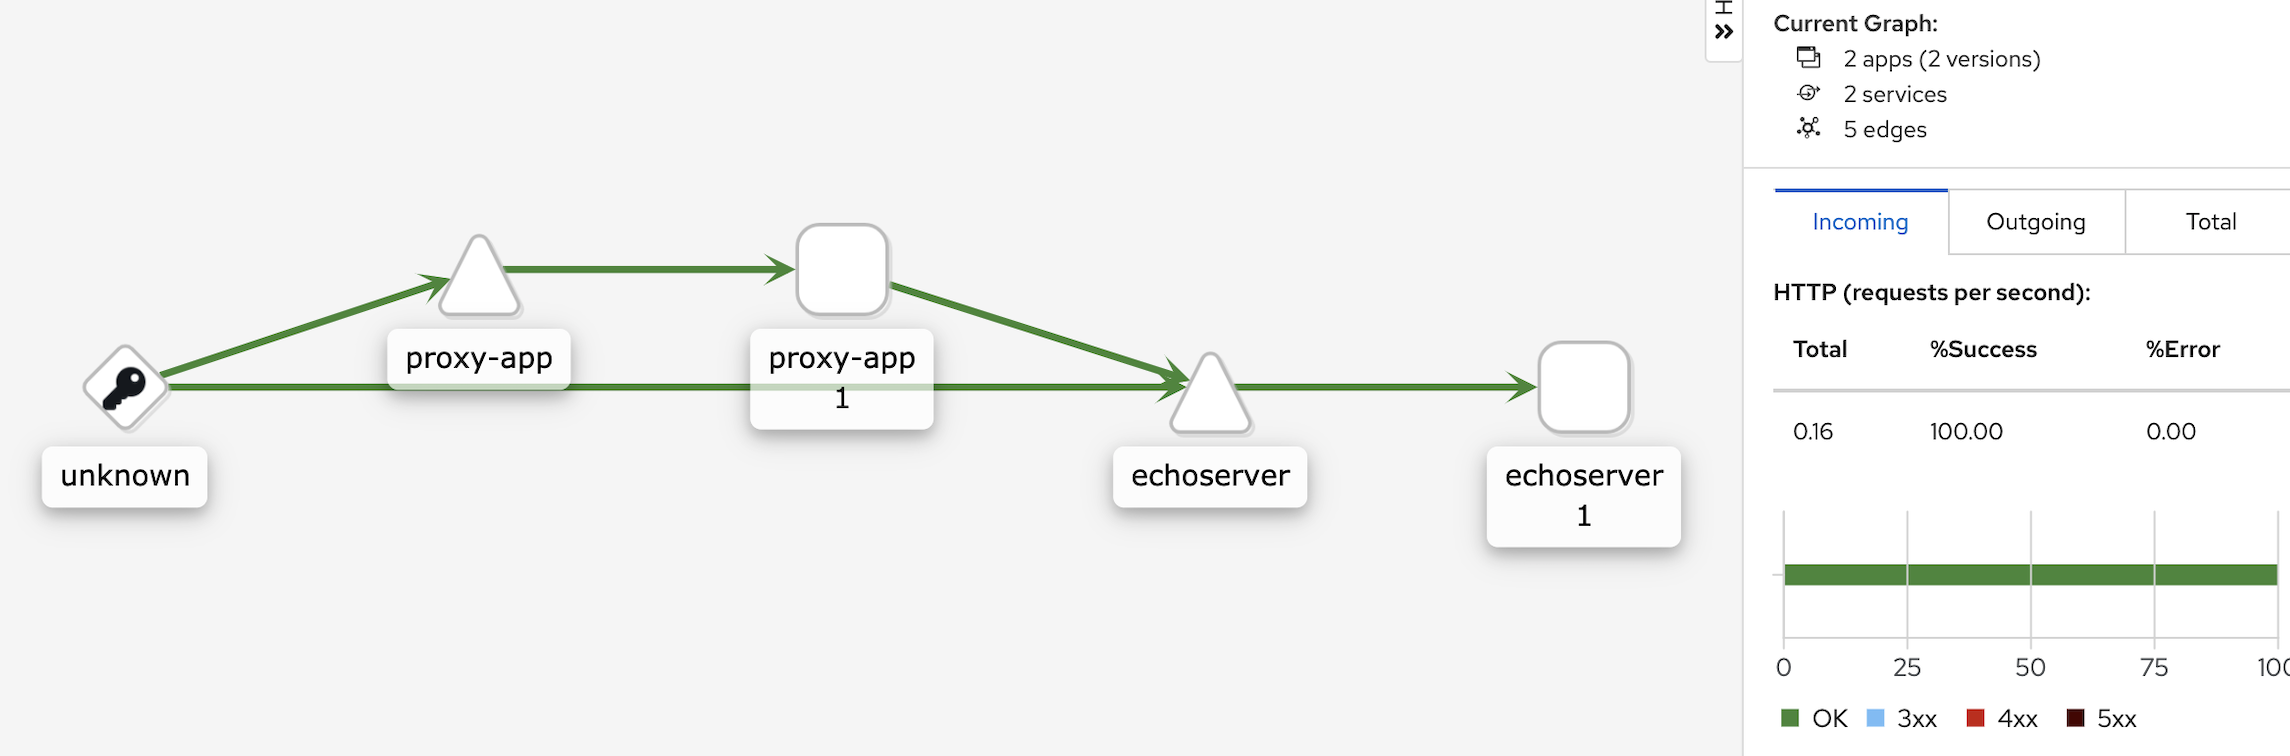 proxy-app
proxy-app
1
unknown
echoserver
echoserver
1
Current Graph:
2 apps (2 versions)
2 services
5 edges
Incoming
Outgoing
Total
HTTP (requests per second):
Total %Success %Error
0.16 100.00 0.00
0 25 50 75
OK 3xx 4xx 5xx